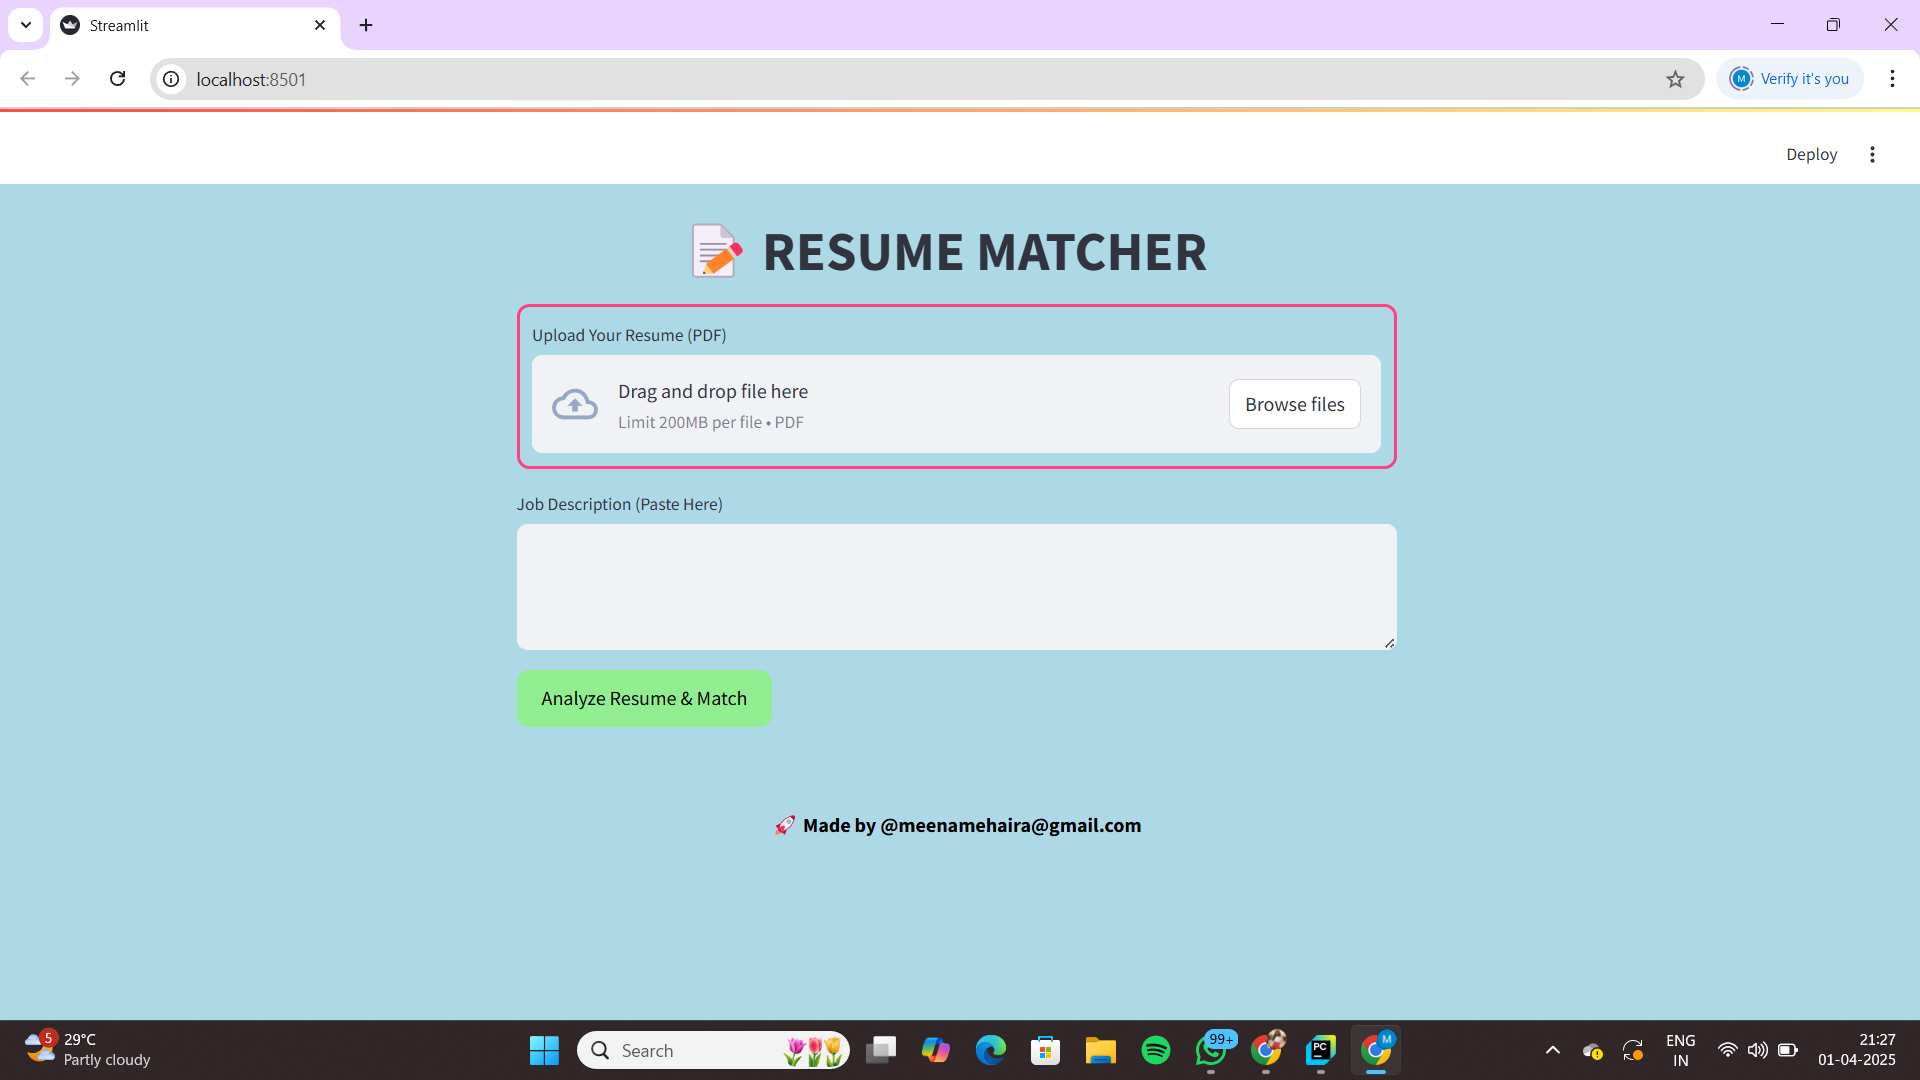 Streamlit
localhost:8501
M
Verify it's you
Deploy
📝 RESUME MATCHER
Upload Your Resume (PDF)
Drag and drop file here
Limit 200MB per file • PDF
Browse files
Job Description (Paste Here)
Analyze Resume & Match
🚀 Made by @meenamehaira@gmail.com
5
29°C
Partly cloudy
Search
99+
PC
M
ENG
IN
21:27
01-04-2025